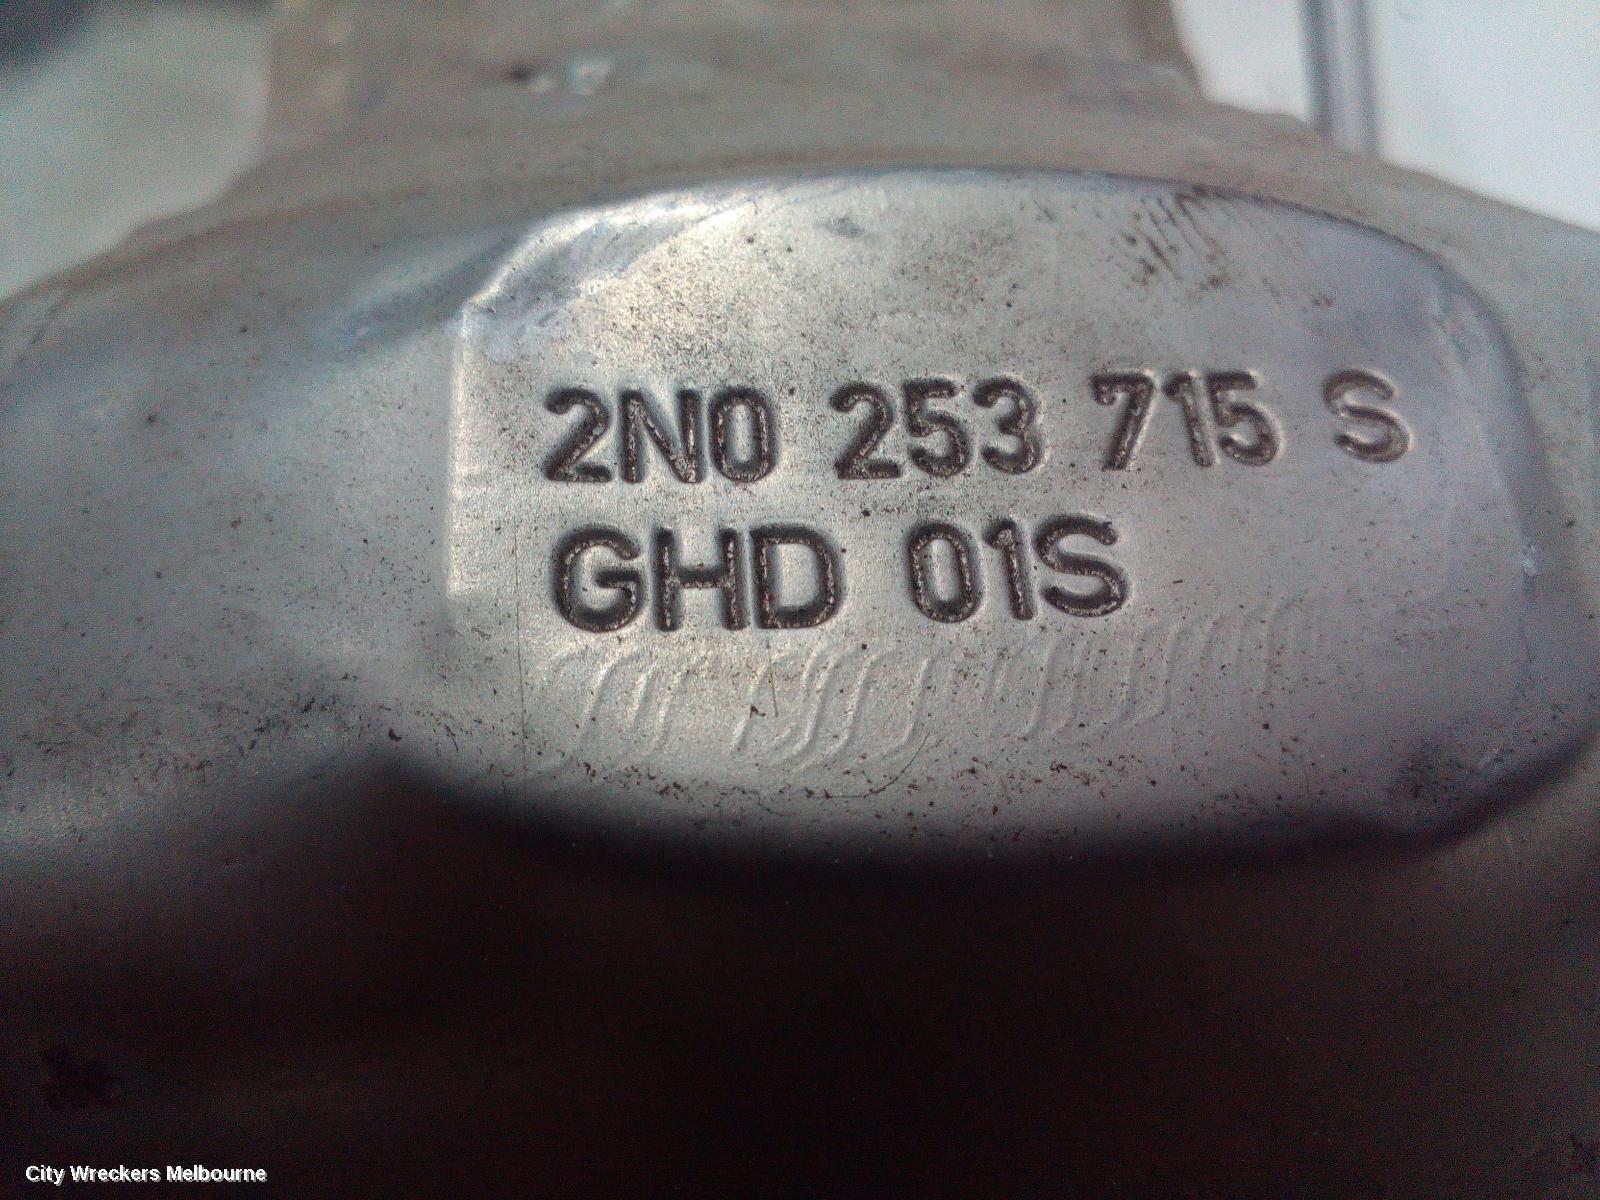 2N0 253 715 S
GHD 01S
City Wreckers Melbourne